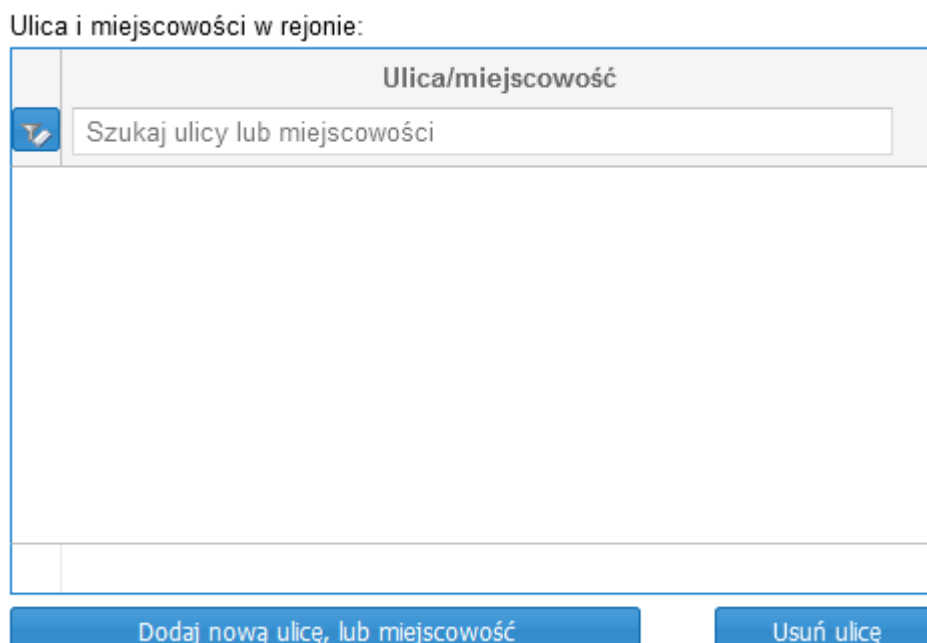 Ulica i miejscowości w rejonie:
Ulica/miejscowość
Szukaj ulicy lub miejscowości
Dodaj nową ulicę, lub miejscowość
Usuń ulicę